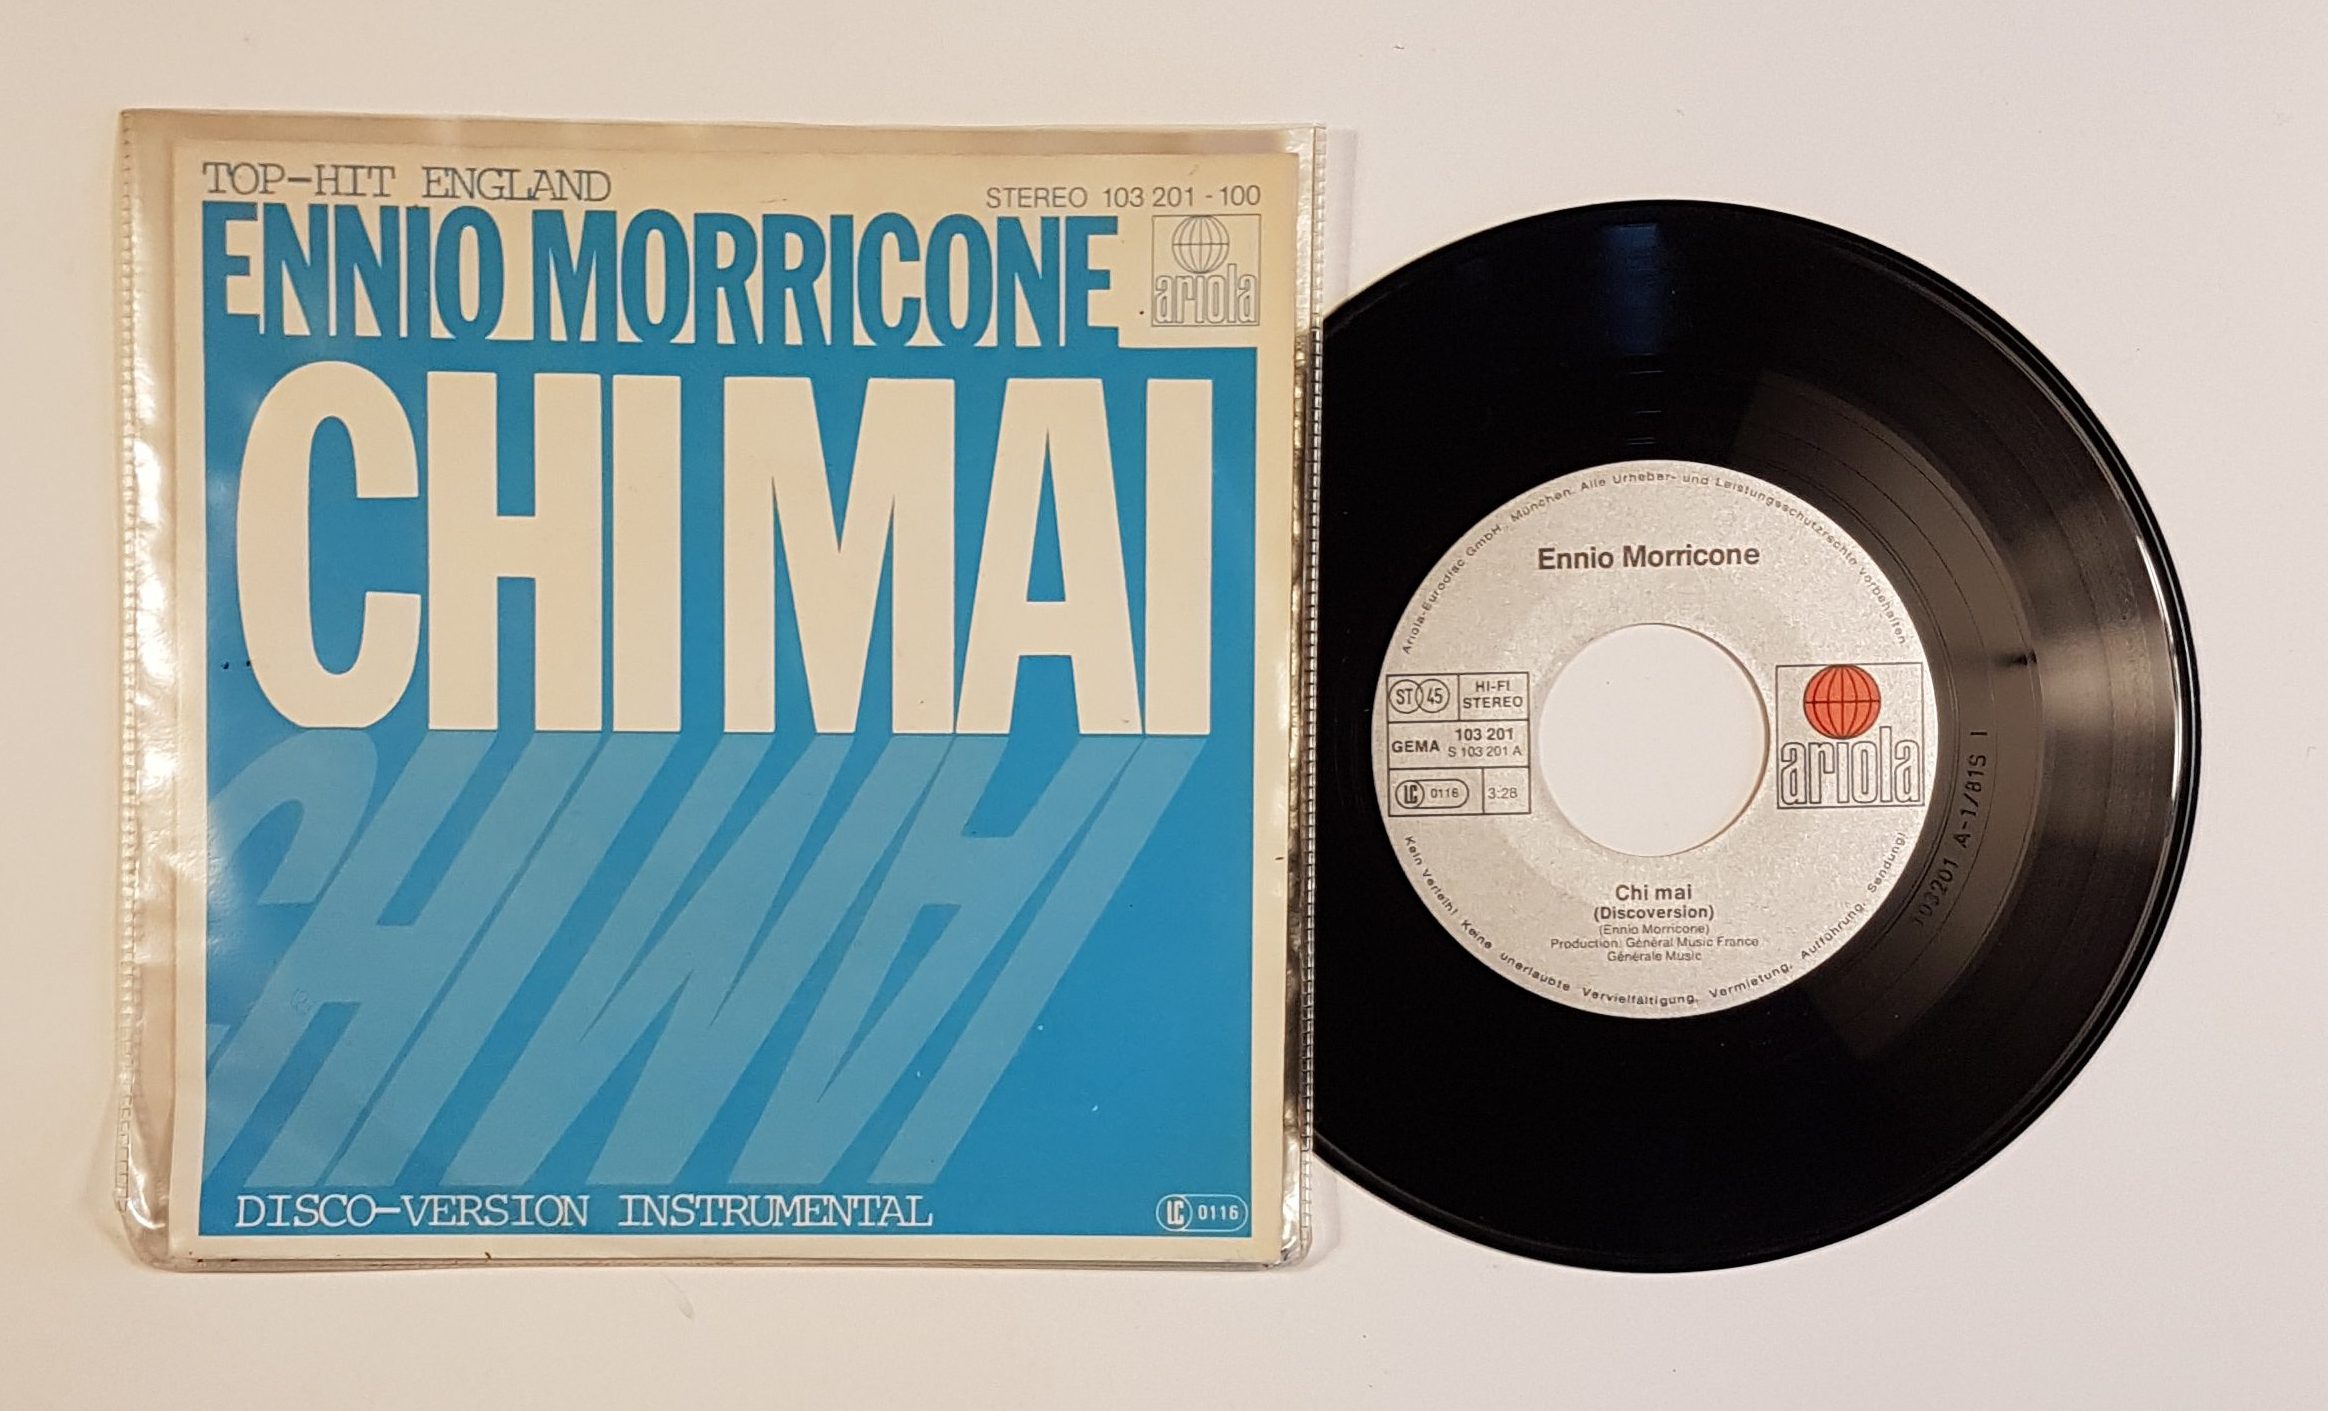 TOP-HIT ENGLAND
STEREO 103 201 - 100
ENNIO MORRICONE
ariola
CHI MAI
CHI MAI
DISCO-VERSION INSTRUMENTAL
LC 0116
Ariola-Eurodisc GmbH, München. Alle Urheber- und Leistungsschutzrechte vorbehalten
Ennio Morricone
ST 45
HI-FI
STEREO
GEMA
103 201
S 103 201 A
LC 0116
3:28
ariola
Chi mai
(Discoversion)
(Ennio Morricone)
Production: Général Music France
Générale Music
Kein Verleih! Keine unerlaubte Vervielfältigung, Vermietung, Aufführung, Sendung!
103201 A-1/81S I